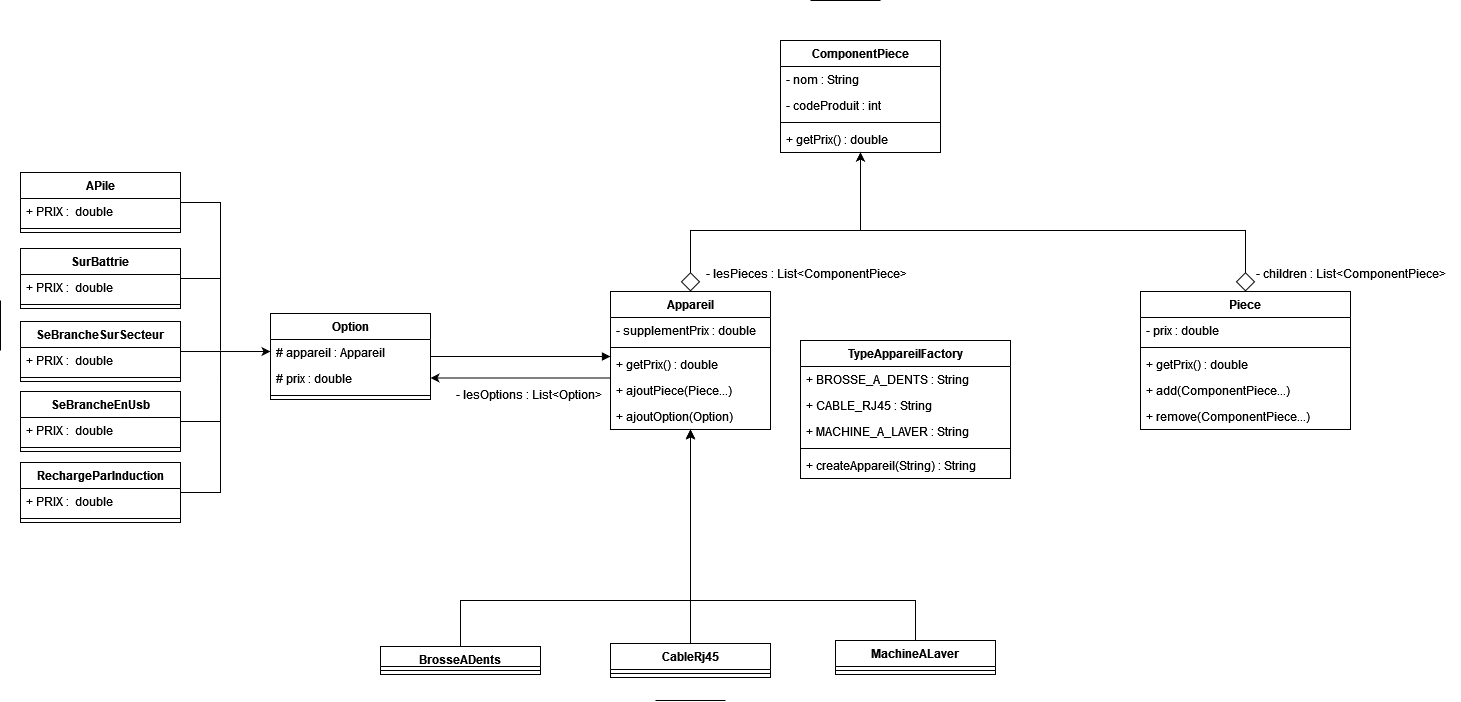 ComponentPiece
- nom : String
- codeProduit : int
+ getPrix() : double
APile
+ PRIX : double
SurBattrie
+ PRIX : double
SeBrancheSurSecteur
+ PRIX : double
SeBrancheEnUsb
+ PRIX : double
RechargeParInduction
+ PRIX : double
Option
# appareil : Appareil
# prix : double
- lesOptions : List<Option>
- lesPieces : List<ComponentPiece>
Appareil
- supplementPrix : double
+ getPrix() : double
+ ajoutPiece(Piece...)
+ ajoutOption(Option)
TypeAppareilFactory
+ BROSSE_A_DENTS : String
+ CABLE_RJ45 : String
+ MACHINE_A_LAVER : String
+ createAppareil(String) : String
- children : List<ComponentPiece>
Piece
- prix : double
+ getPrix() : double
+ add(ComponentPiece...)
+ remove(ComponentPiece...)
BrosseADents
CableRj45
MachineALaver